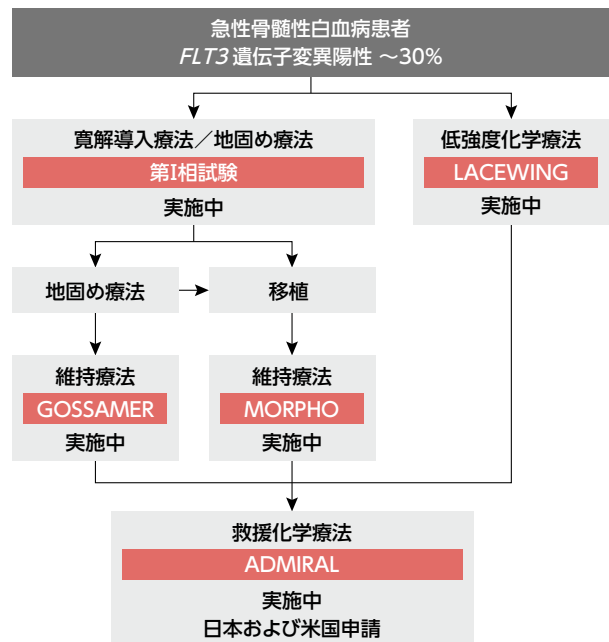 急性骨髄性白血病患者
FLT3 遺伝子変異陽性 ～30%
寛解導入療法／地固め療法
第I相試験
実施中
低強度化学療法
LACEWING
実施中
地固め療法
移植
維持療法
GOSSAMER
実施中
維持療法
MORPHO
実施中
救援化学療法
ADMIRAL
実施中
日本および米国申請